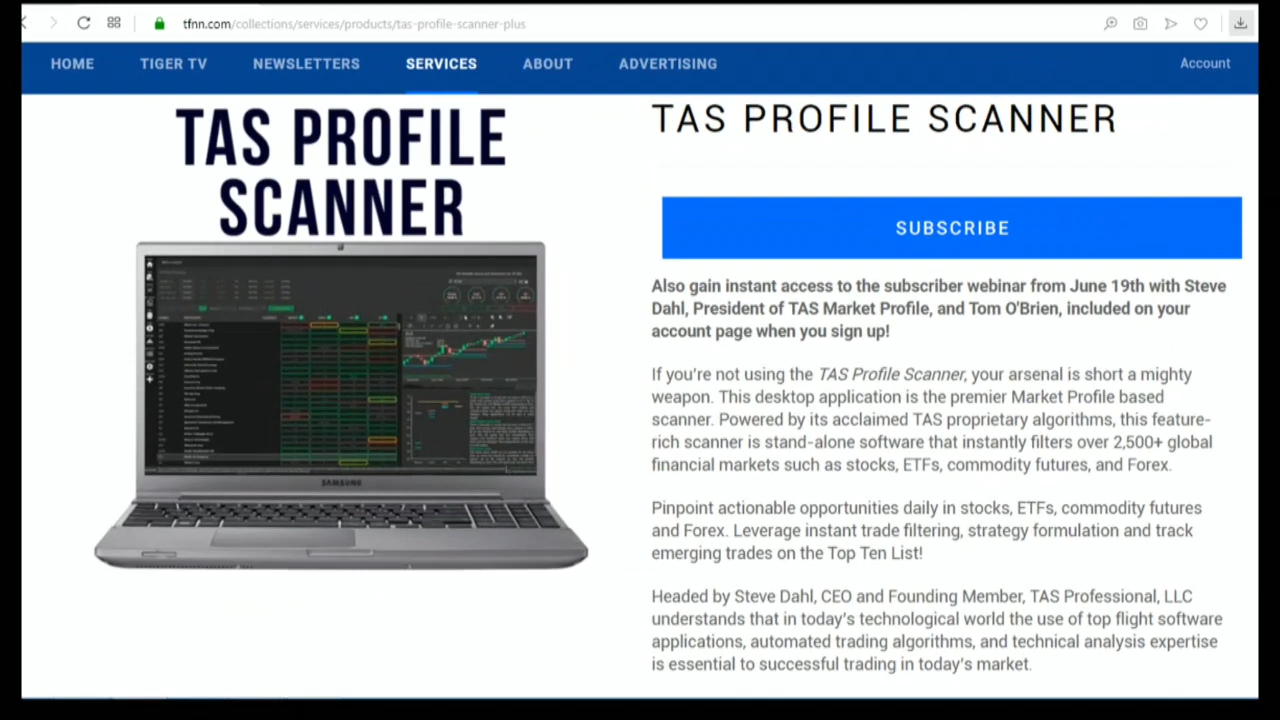 tfnn.com/collections/services/products/tas-profile-scanner-plus
HOME TIGER TV NEWSLETTERS SERVICES ABOUT ADVERTISING Account
TAS PROFILE
SCANNER
SAMSUNG
TAS PROFILE SCANNER
SUBSCRIBE
Also gain instant access to the subscriber webinar from June 19th with Steve
Dahl, President of TAS Market Profile, and Tom O'Brien, included on your
account page when you sign up!
If you're not using the TAS Profile Scanner, your arsenal is short a mighty
weapon. This desktop application is the premier Market Profile based
scanner. Powered by its acclaimed TAS proprietary algorithms, this feature-
rich scanner is stand-alone software that instantly filters over 2,500+ global
financial markets such as stocks, ETFs, commodity futures, and Forex.
Pinpoint actionable opportunities daily in stocks, ETFs, commodity futures
and Forex. Leverage instant trade filtering, strategy formulation and track
emerging trades on the Top Ten List!
Headed by Steve Dahl, CEO and Founding Member, TAS Professional, LLC
understands that in today's technological world the use of top flight software
applications, automated trading algorithms, and technical analysis expertise
is essential to successful trading in today's market.